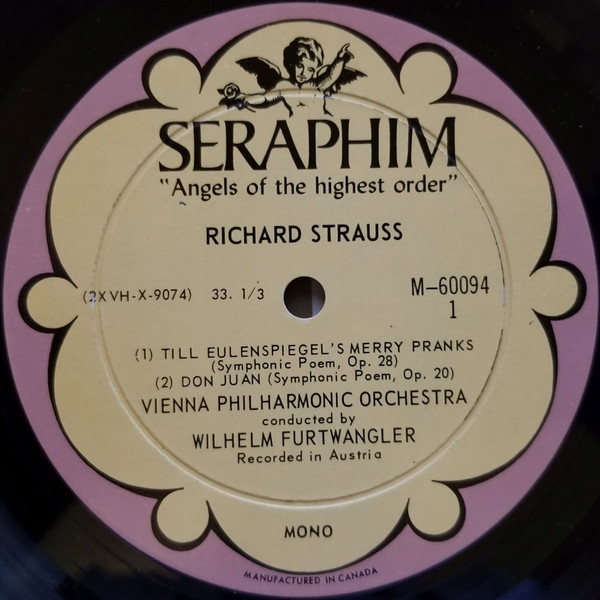 SERAPHIM
"Angels of the highest order"
RICHARD STRAUSS
(2XVH-X-9074) 33. 1/3 M-60094
1
(1) TILL EULENSPIEGEL'S MERRY PRANKS
(Symphonic Poem, Op. 28)
(2) DON JUAN (Symphonic Poem, Op. 20)
VIENNA PHILHARMONIC ORCHESTRA
conducted by
WILHELM FURTWANGLER
Recorded in Austria
MONO
MANUFACTURED IN CANADA